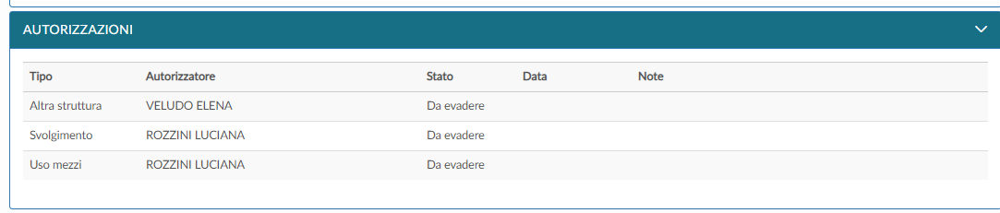 AUTORIZZAZIONI
Tipo Autorizzatore Stato Data Note
Altra struttura VELUDO ELENA Da evadere
Svolgimento ROZZINI LUCIANA Da evadere
Uso mezzi ROZZINI LUCIANA Da evadere